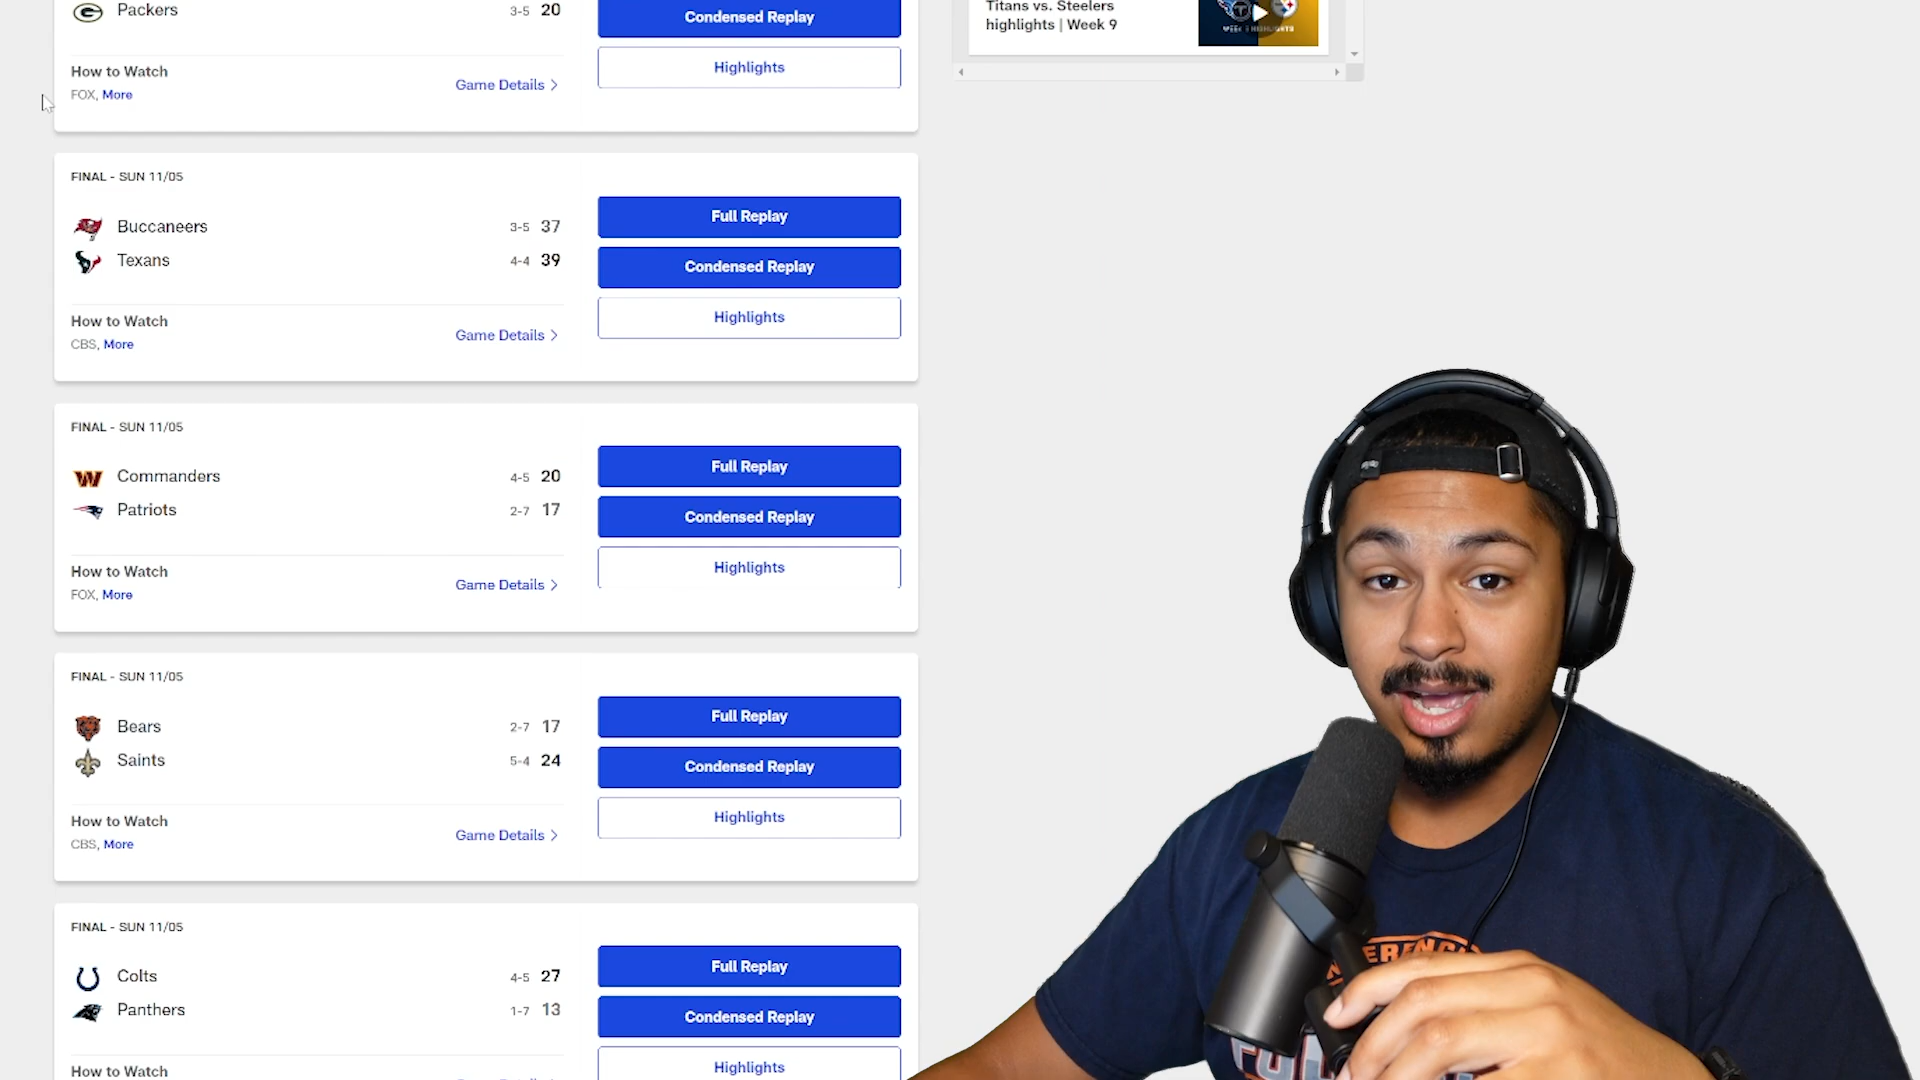 Packers 3-5 20
Condensed Replay
Highlights
How to Watch
Game Details
FOX, More
Titans vs. Steelers
highlights | Week 9
FINAL - SUN 11/05
Buccaneers 3-5 37
Texans 4-4 39
Full Replay
Condensed Replay
Highlights
How to Watch
Game Details
CBS, More
FINAL - SUN 11/05
Commanders 4-5 20
Patriots 2-7 17
Full Replay
Condensed Replay
Highlights
How to Watch
Game Details
FOX, More
FINAL - SUN 11/05
Bears 2-7 17
Saints 5-4 24
Full Replay
Condensed Replay
Highlights
How to Watch
Game Details
CBS, More
FINAL - SUN 11/05
Colts 4-5 27
Panthers 1-7 13
Full Replay
Condensed Replay
Highlights
How to Watch